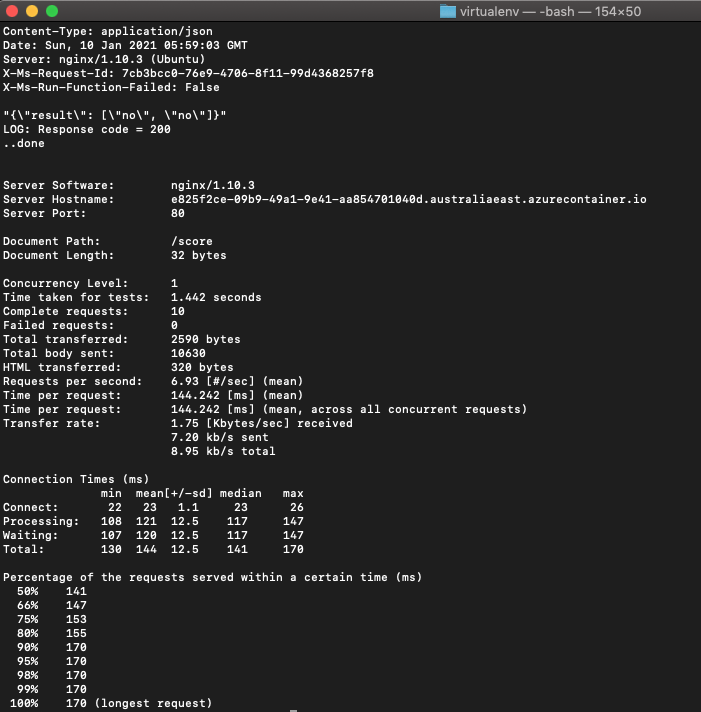 virtualenv — -bash — 154×50
Content-Type: application/json
Date: Sun, 10 Jan 2021 05:59:03 GMT
Server: nginx/1.10.3 (Ubuntu)
X-Ms-Request-Id: 7cb3bcc0-76e9-4706-8f11-99d4368257f8
X-Ms-Run-Function-Failed: False
"{\"result\": [\"no\", \"no\"]}"
LOG: Response code = 200
..done
Server Software:        nginx/1.10.3
Server Hostname:        e825f2ce-09b9-49a1-9e41-aa854701040d.australiaeast.azurecontainer.io
Server Port:            80
Document Path:          /score
Document Length:        32 bytes
Concurrency Level:      1
Time taken for tests:   1.442 seconds
Complete requests:      10
Failed requests:        0
Total transferred:      2590 bytes
Total body sent:        10630
HTML transferred:       320 bytes
Requests per second:    6.93 [#/sec] (mean)
Time per request:       144.242 [ms] (mean)
Time per request:       144.242 [ms] (mean, across all concurrent requests)
Transfer rate:          1.75 [Kbytes/sec] received
                        7.20 kb/s sent
                        8.95 kb/s total
Connection Times (ms)
              min  mean[+/-sd] median   max
Connect:       22   23   1.1     23      26
Processing:   108  121  12.5    117     147
Waiting:      107  120  12.5    117     147
Total:        130  144  12.5    141     170
Percentage of the requests served within a certain time (ms)
  50%    141
  66%    147
  75%    153
  80%    155
  90%    170
  95%    170
  98%    170
  99%    170
 100%    170 (longest request)